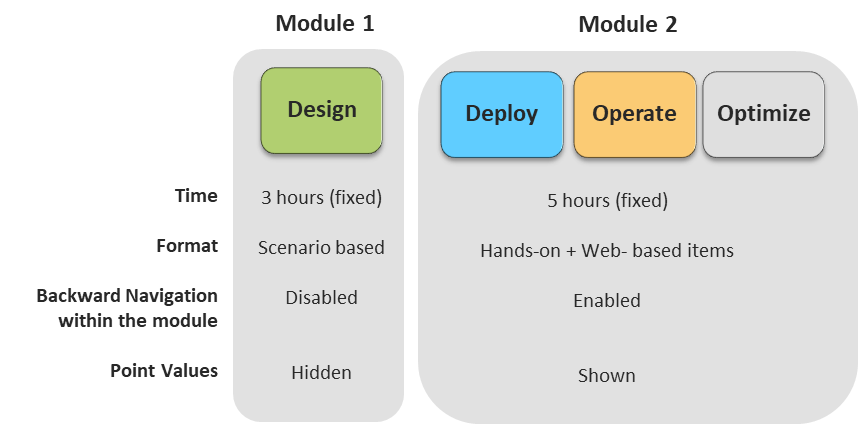 Module 1
Module 2
Design
Deploy
Operate
Optimize
Time
3 hours (fixed)
5 hours (fixed)
Format
Scenario based
Hands-on + Web- based items
Backward Navigation
within the module
Disabled
Enabled
Point Values
Hidden
Shown